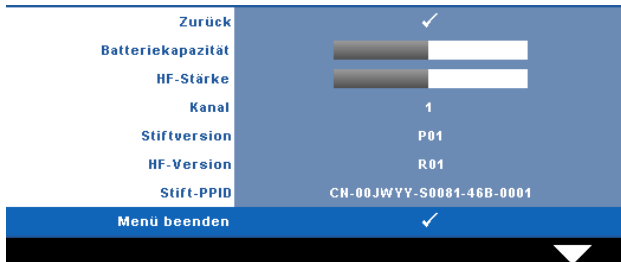 Zurück ✓
Batteriekapazität
HF-Stärke
Kanal 1
Stiftversion P01
HF-Version R01
Stift-PPID CN-00JWYY-S0081-46B-0001
Menü beenden ✓